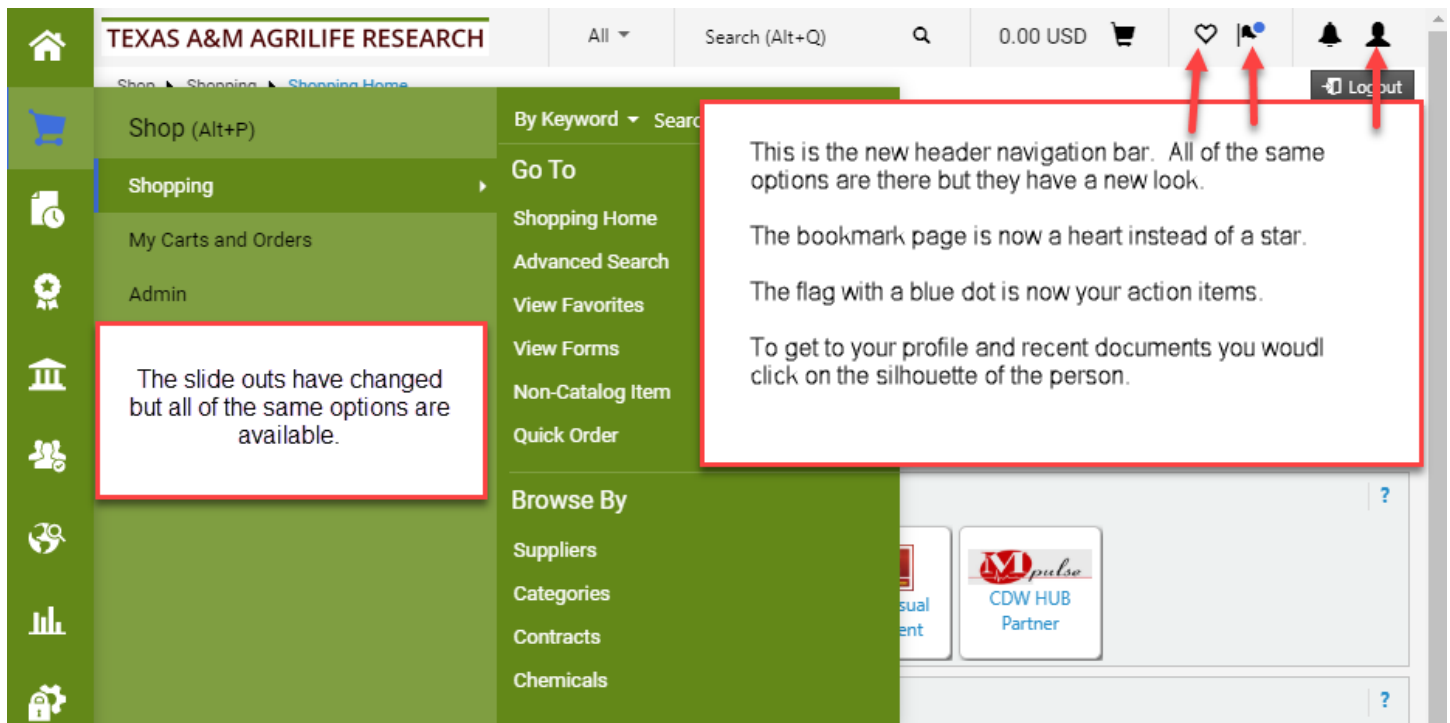 TEXAS A&M AGRILIFE RESEARCH
All
Search (Alt+Q)
0.00 USD
Shop Shopping Shopping Home
Logout
Shop (Alt+P)
Shopping
My Carts and Orders
Admin
The slide outs have changed
but all of the same options are
available.
By Keyword
Go To
Shopping Home
Advanced Search
View Favorites
View Forms
Non-Catalog Item
Quick Order
Browse By
Suppliers
Categories
Contracts
Chemicals
This is the new header navigation bar. All of the same
options are there but they have a new look.
The bookmark page is now a heart instead of a star.
The flag with a blue dot is now your action items.
To get to your profile and recent documents you woudl
click on the silhouette of the person.
?
Mpulse
CDW HUB
Partner
?